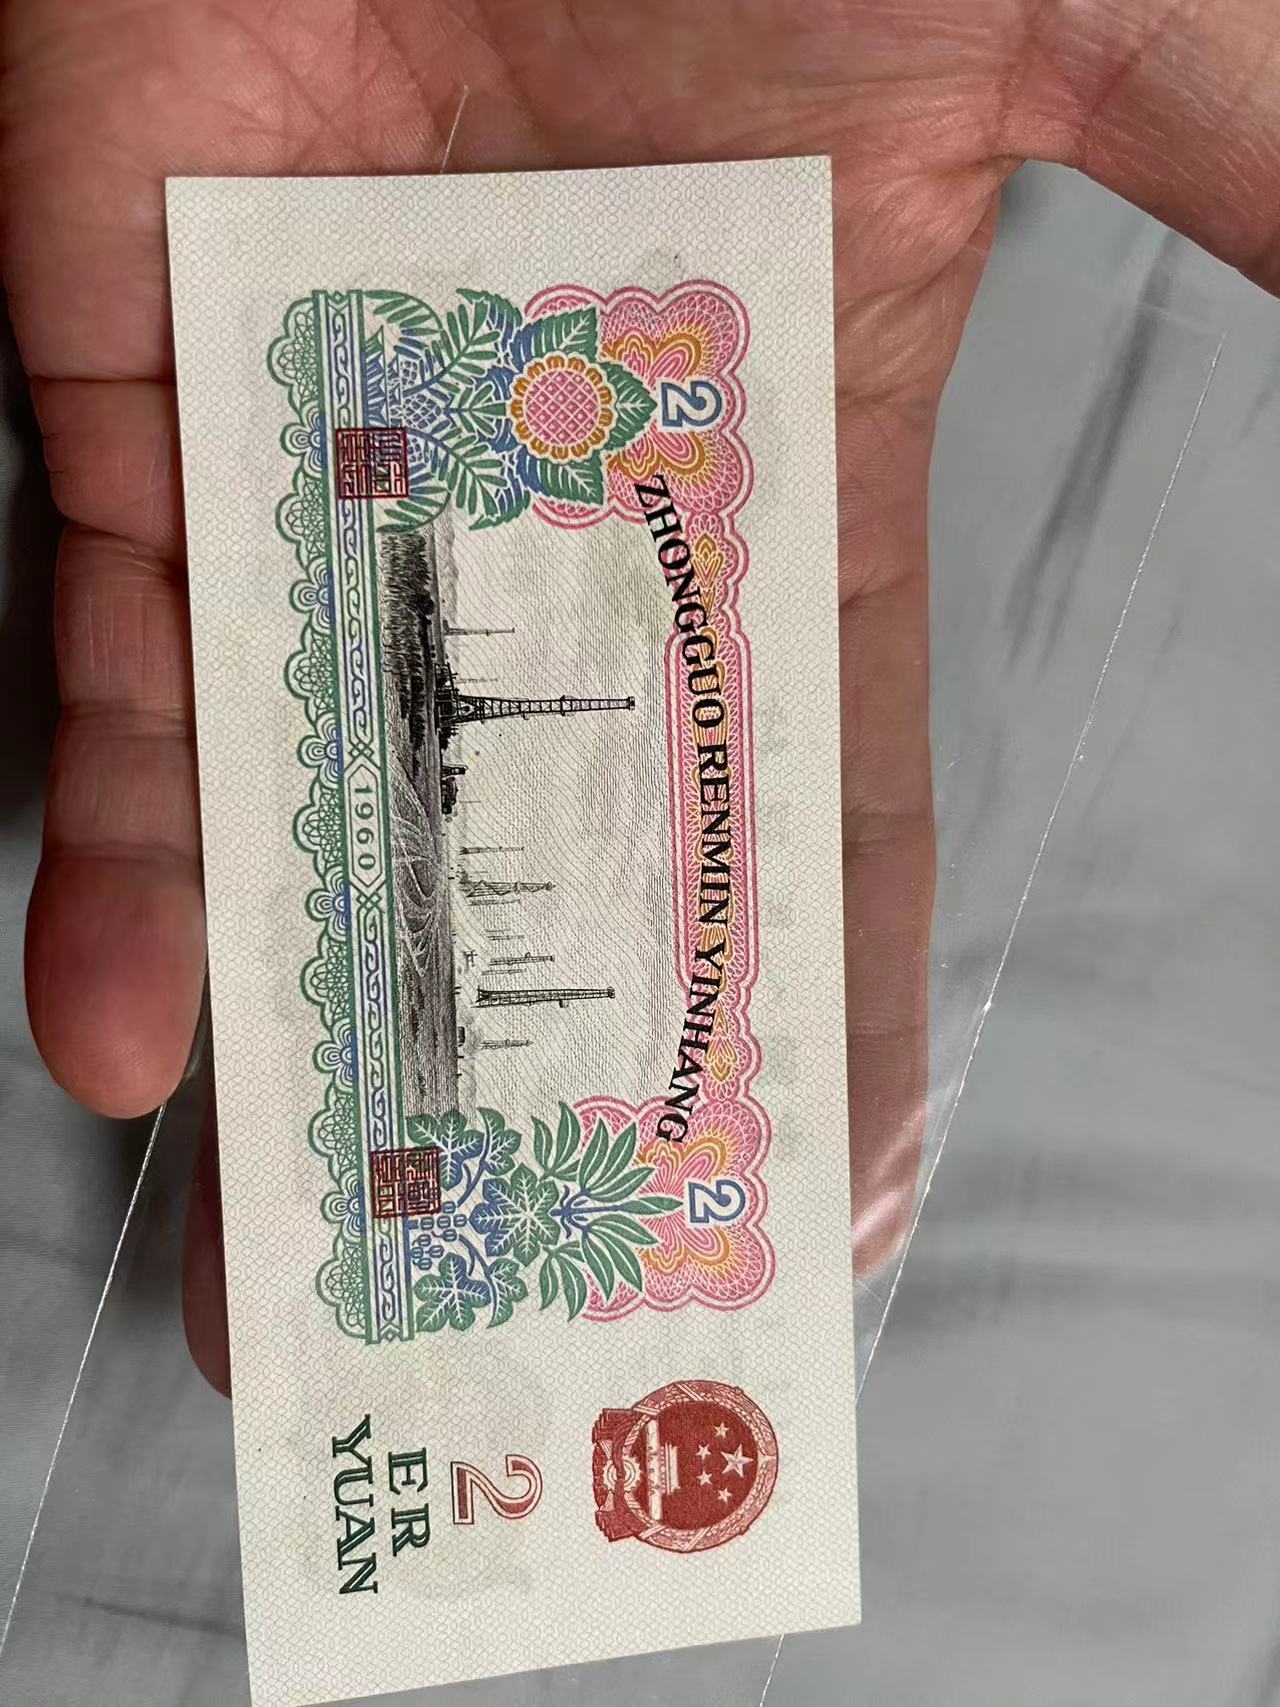 2
ZHONGGUO RENMIN YINHANG
2
1960
2
ER
YUAN